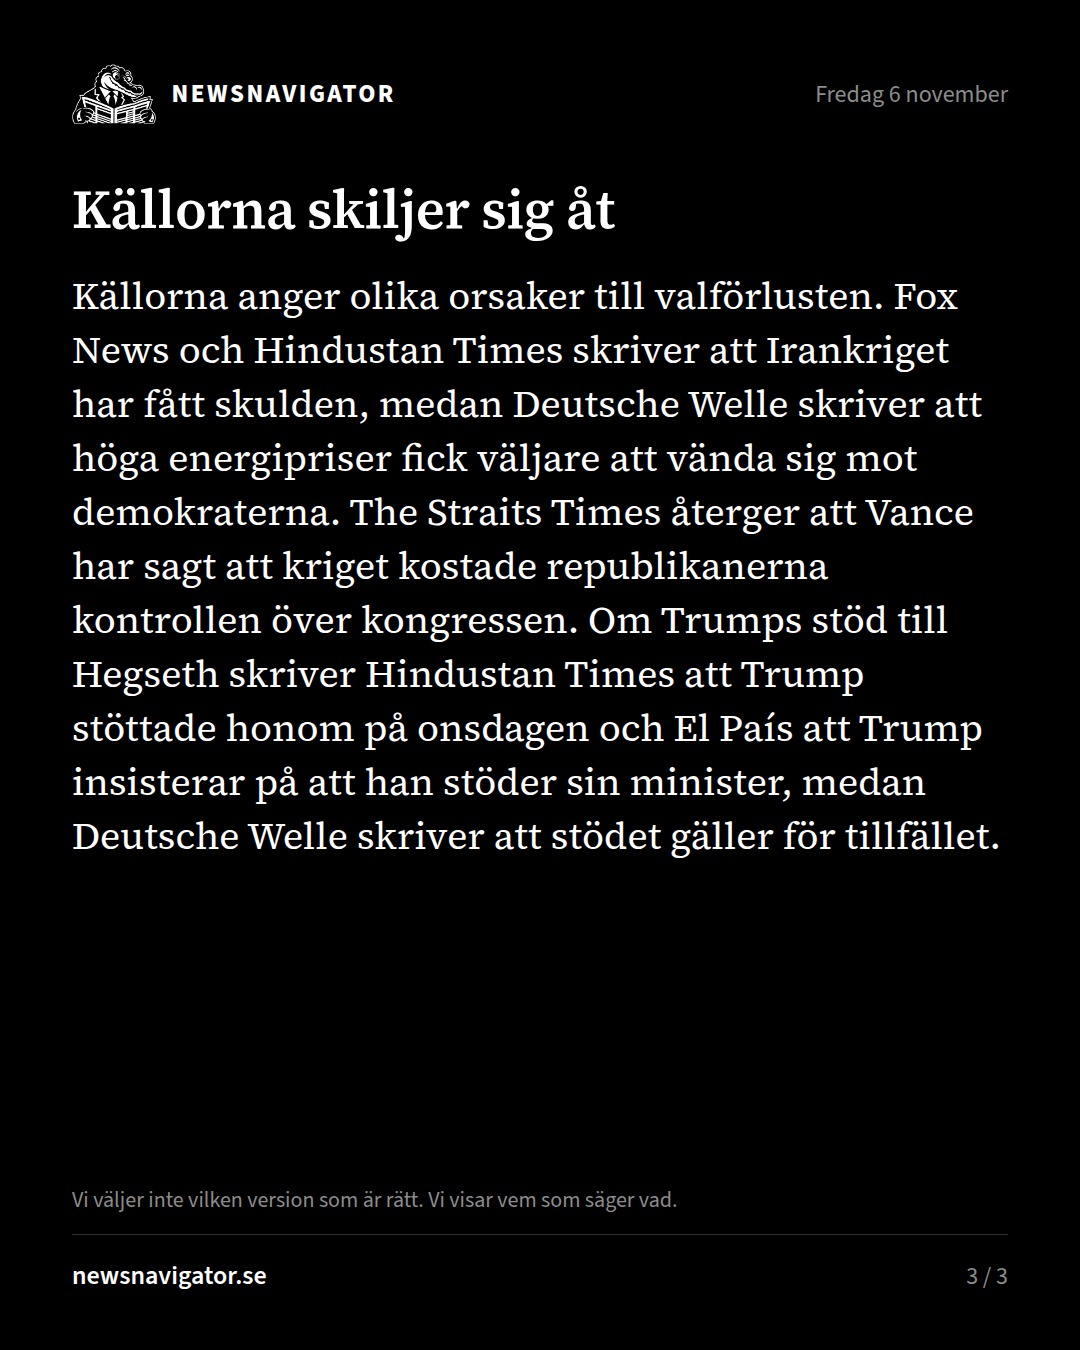 NEWSNAVIGATOR
Fredag 6 november
Källorna skiljer sig åt
Källorna anger olika orsaker till valförlusten. Fox
News och Hindustan Times skriver att Irankriget
har fått skulden, medan Deutsche Welle skriver att
höga energipriser fick väljare att vända sig mot
demokraterna. The Straits Times återger att Vance
har sagt att kriget kostade republikanerna
kontrollen över kongressen. Om Trumps stöd till
Hegseth skriver Hindustan Times att Trump
stöttade honom på onsdagen och El País att Trump
insisterar på att han stöder sin minister, medan
Deutsche Welle skriver att stödet gäller för tillfället.
Vi väljer inte vilken version som är rätt. Vi visar vem som säger vad.
newsnavigator.se
3 / 3